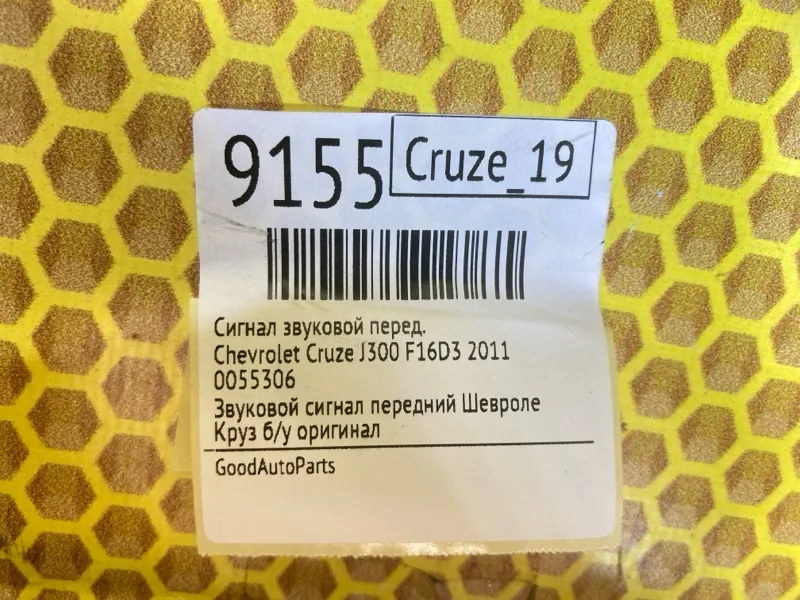 9155 Cruze_19
Сигнал звуковой перед.
Chevrolet Cruze J300 F16D3 2011
0055306
Звуковой сигнал передний Шевроле
Круз б/у оригинал
GoodAutoParts